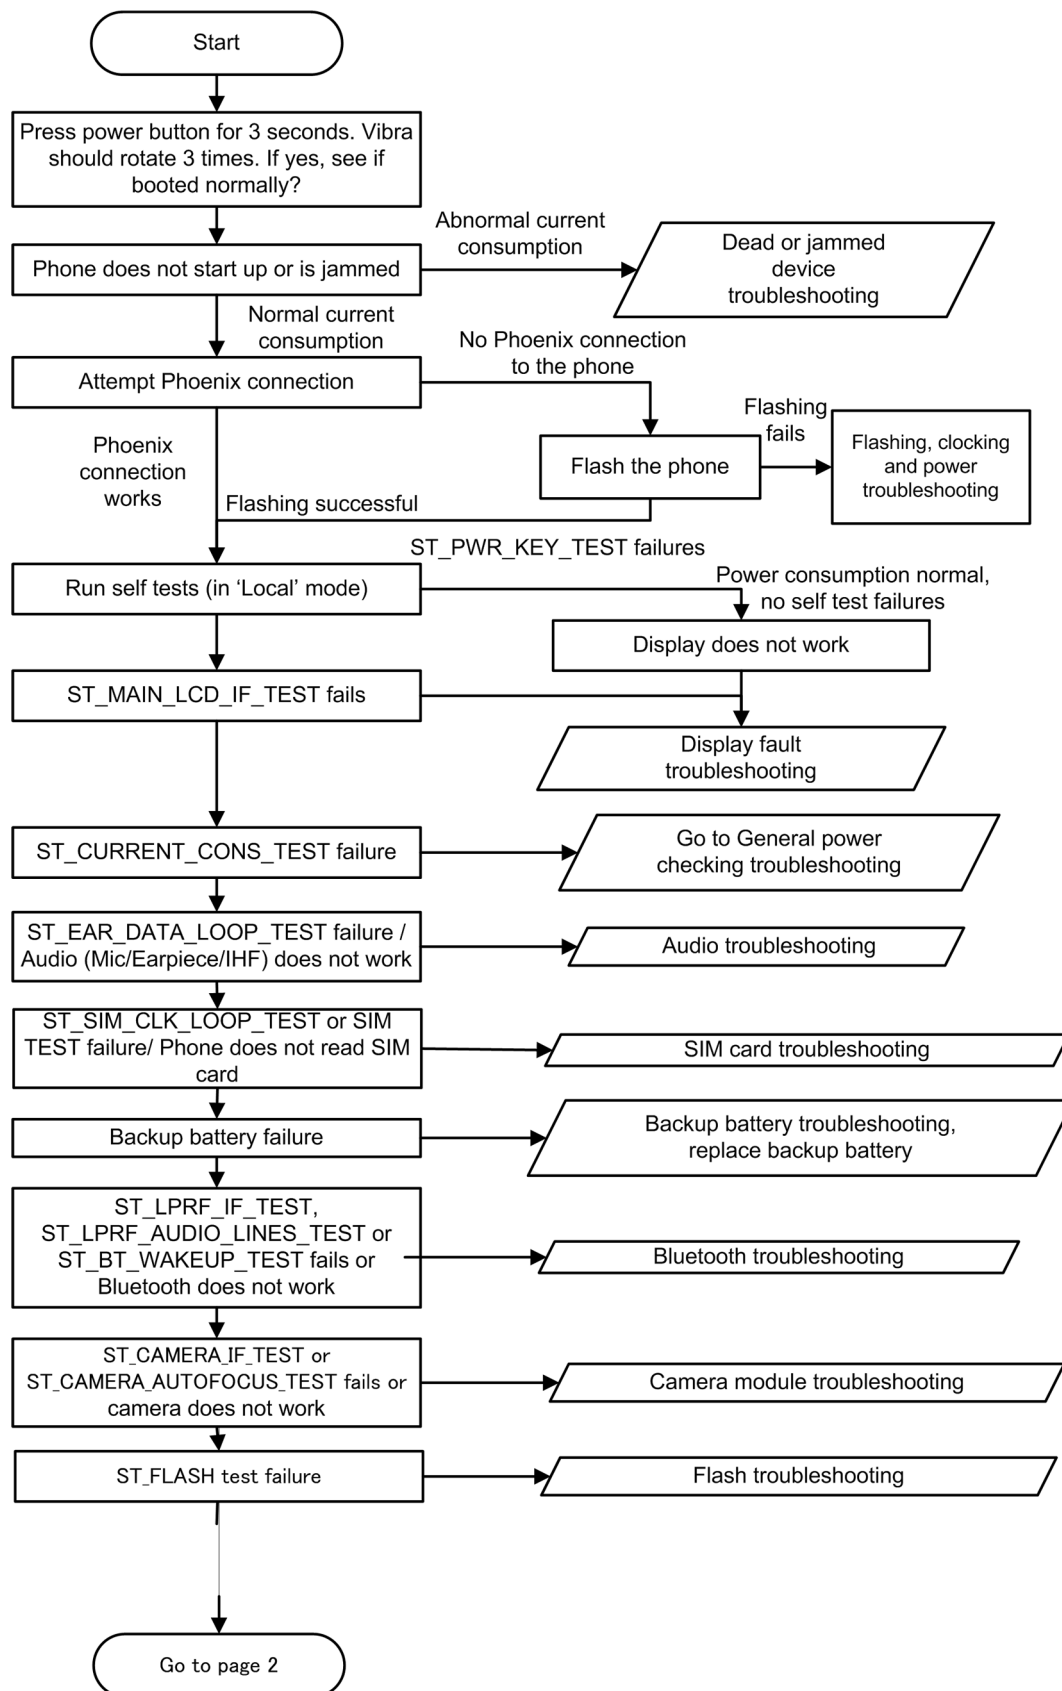 Start
Press power button for 3 seconds. Vibra
should rotate 3 times. If yes, see if
booted normally?
Abnormal current
consumption
Phone does not start up or is jammed
Dead or jammed
device
troubleshooting
Normal current
consumption
No Phoenix connection
to the phone
Attempt Phoenix connection
Phoenix
connection
works
Flashing
fails
Flash the phone
Flashing, clocking
and power
troubleshooting
Flashing successful
ST_PWR_KEY_TEST failures
Run self tests (in ‘Local’ mode)
Power consumption normal,
no self test failures
Display does not work
ST_MAIN_LCD_IF_TEST fails
Display fault
troubleshooting
ST_CURRENT_CONS_TEST failure
Go to General power
checking troubleshooting
ST_EAR_DATA_LOOP_TEST failure /
Audio (Mic/Earpiece/IHF) does not work
Audio troubleshooting
ST_SIM_CLK_LOOP_TEST or SIM
TEST failure/ Phone does not read SIM
card
SIM card troubleshooting
Backup battery failure
Backup battery troubleshooting,
replace backup battery
ST_LPRF_IF_TEST,
ST_LPRF_AUDIO_LINES_TEST or
ST_BT_WAKEUP_TEST fails or
Bluetooth does not work
Bluetooth troubleshooting
ST_CAMERA_IF_TEST or
ST_CAMERA_AUTOFOCUS_TEST fails or
camera does not work
Camera module troubleshooting
ST_FLASH test failure
Flash troubleshooting
Go to page 2